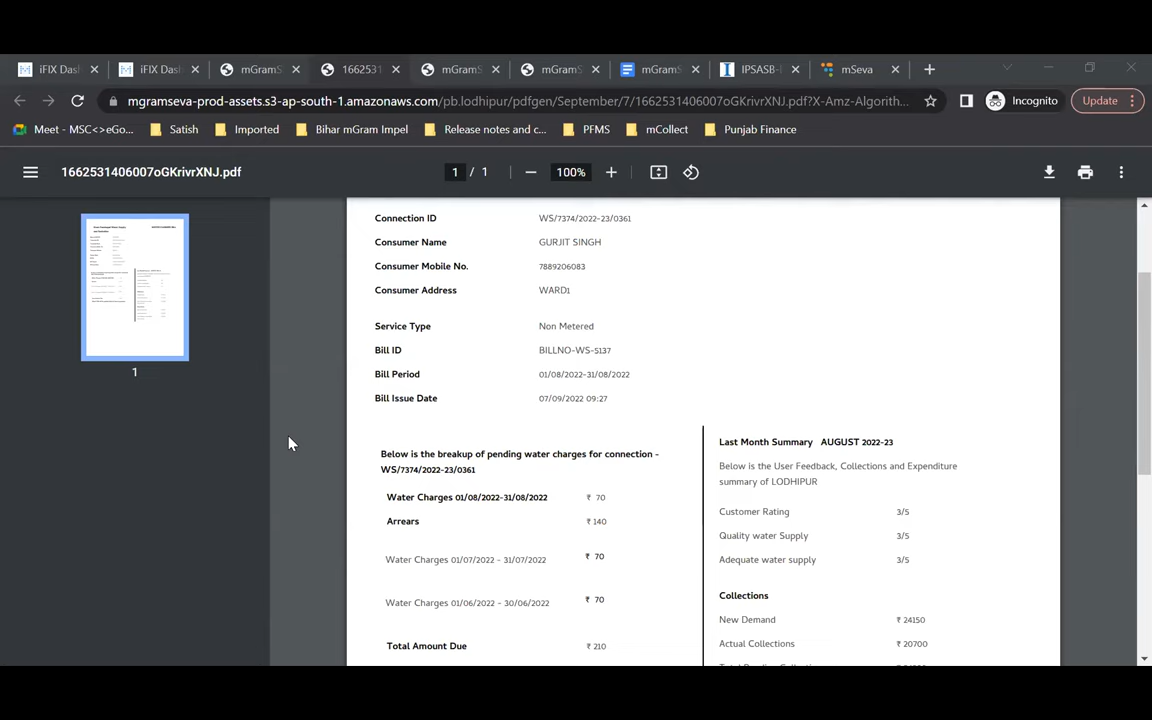 iFIX Das
iFIX Das
mGramS
1662531
mGramS
mGramS
mGramS
IPSASB-
mSeva
mgramseva-prod-assets.s3-ap-south-1.amazonaws.com/pb.lodhipur/pdfgen/September/7/1662531406007oGKrivrXNJ.pdf?X-Amz-Algorith...
Incognito
Update
Meet - MSC<>eGo...
Satish
Imported
Bihar mGram Impel
Release notes and c...
PFMS
mCollect
Punjab Finance
1662531406007oGKrivrXNJ.pdf
1 / 1
100%
1
Connection ID WS/7374/2022-23/0361
Consumer Name GURJIT SINGH
Consumer Mobile No. 7889206083
Consumer Address WARD1
Service Type Non Metered
Bill ID BILLNO-WS-5137
Bill Period 01/08/2022-31/08/2022
Bill Issue Date 07/09/2022 09:27
Below is the breakup of pending water charges for connection -
WS/7374/2022-23/0361
Water Charges 01/08/2022-31/08/2022 ₹ 70
Arrears ₹ 140
Water Charges 01/07/2022 - 31/07/2022 ₹ 70
Water Charges 01/06/2022 - 30/06/2022 ₹ 70
Total Amount Due ₹ 210
Last Month Summary AUGUST 2022-23
Below is the User Feedback, Collections and Expenditure
summary of LODHIPUR
Customer Rating 3/5
Quality water Supply 3/5
Adequate water supply 3/5
Collections
New Demand ₹ 24150
Actual Collections ₹ 20700